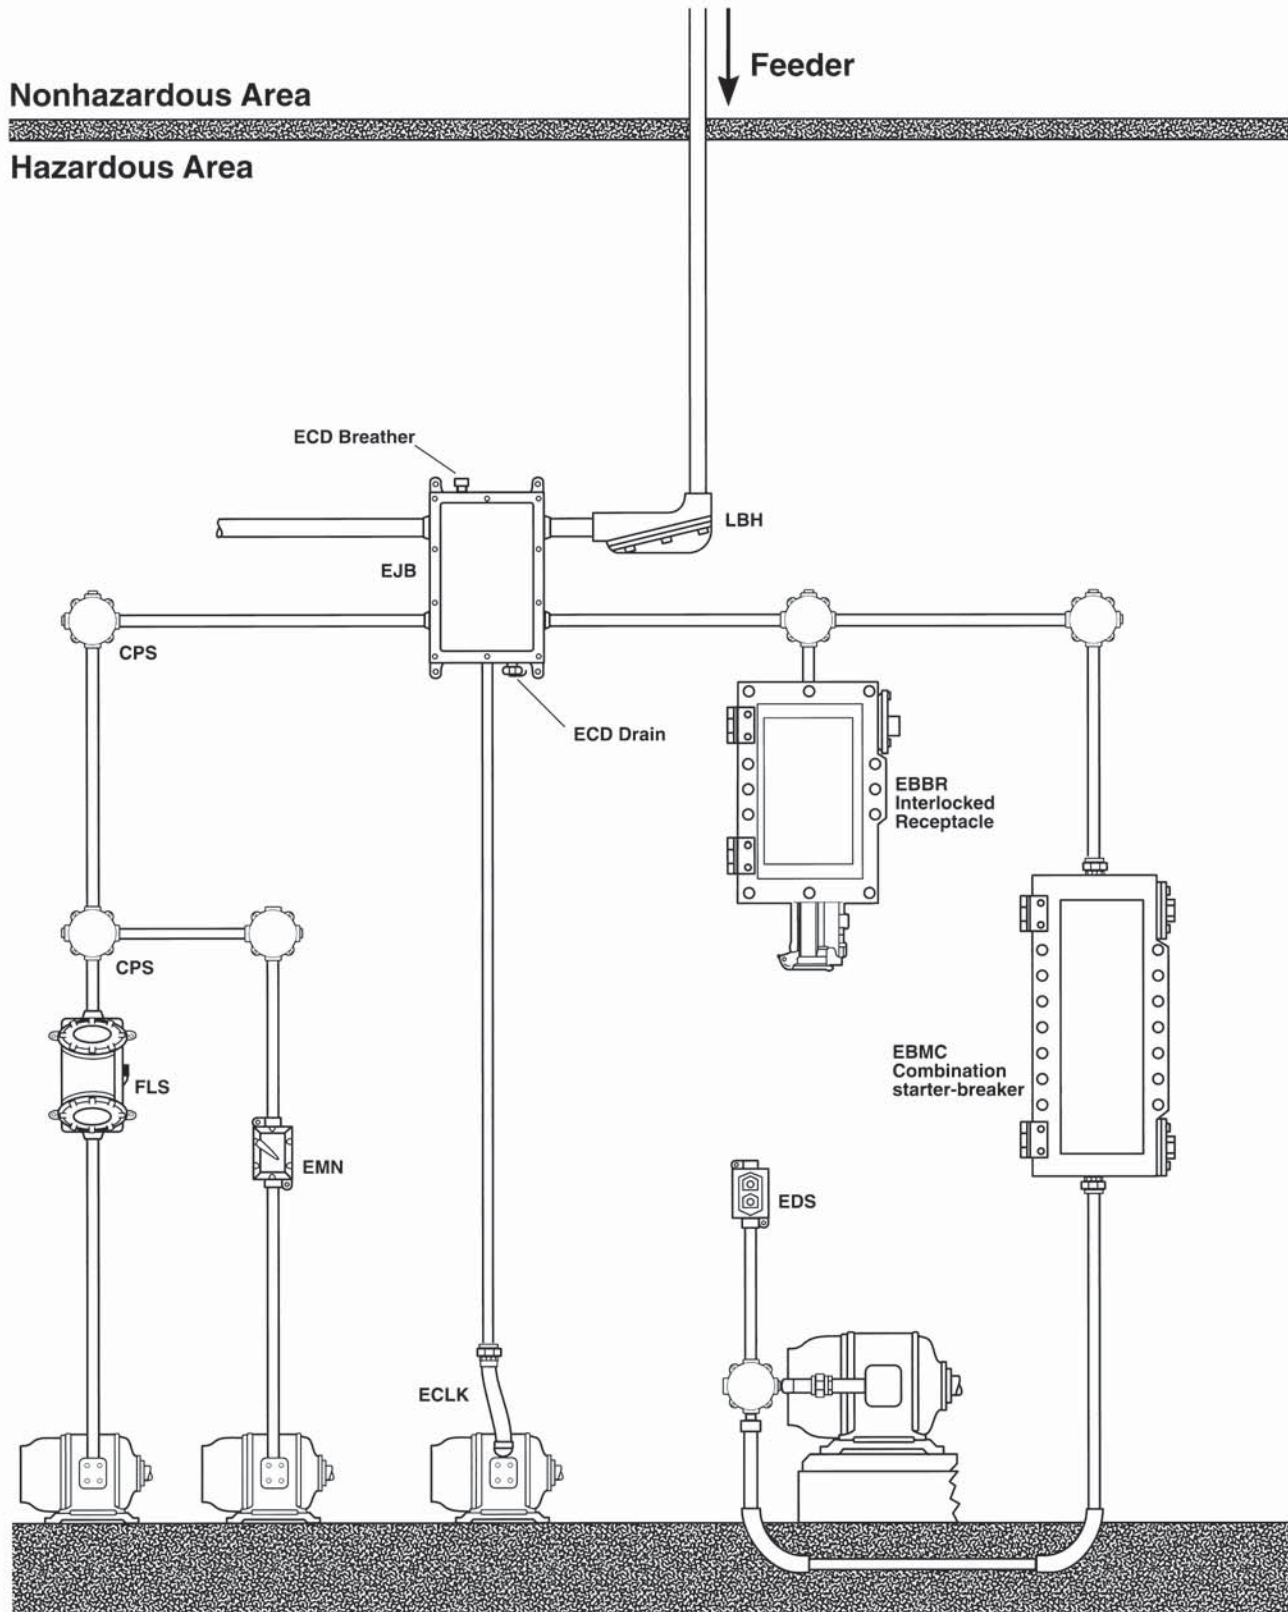 Feeder
Nonhazardous Area
Hazardous Area
ECD Breather
LBH
EJB
CPS
ECD Drain
EBBR
Interlocked
Receptacle
CPS
EBMC
Combination
starter-breaker
FLS
EMN
EDS
ECLK